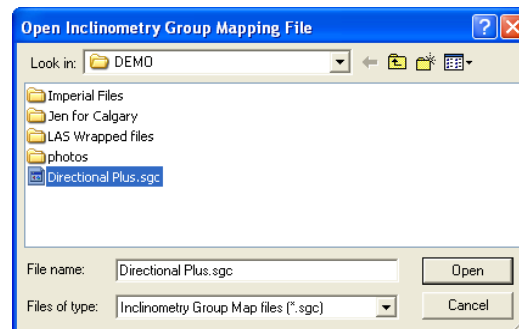 Open Inclinometry Group Mapping File
Look in: DEMO
Imperial Files
Jen for Calgary
LAS Wrapped files
photos
Directional Plus.sgc
File name: Directional Plus.sgc Open
Files of type: Inclinometry Group Map files (*.sgc) Cancel